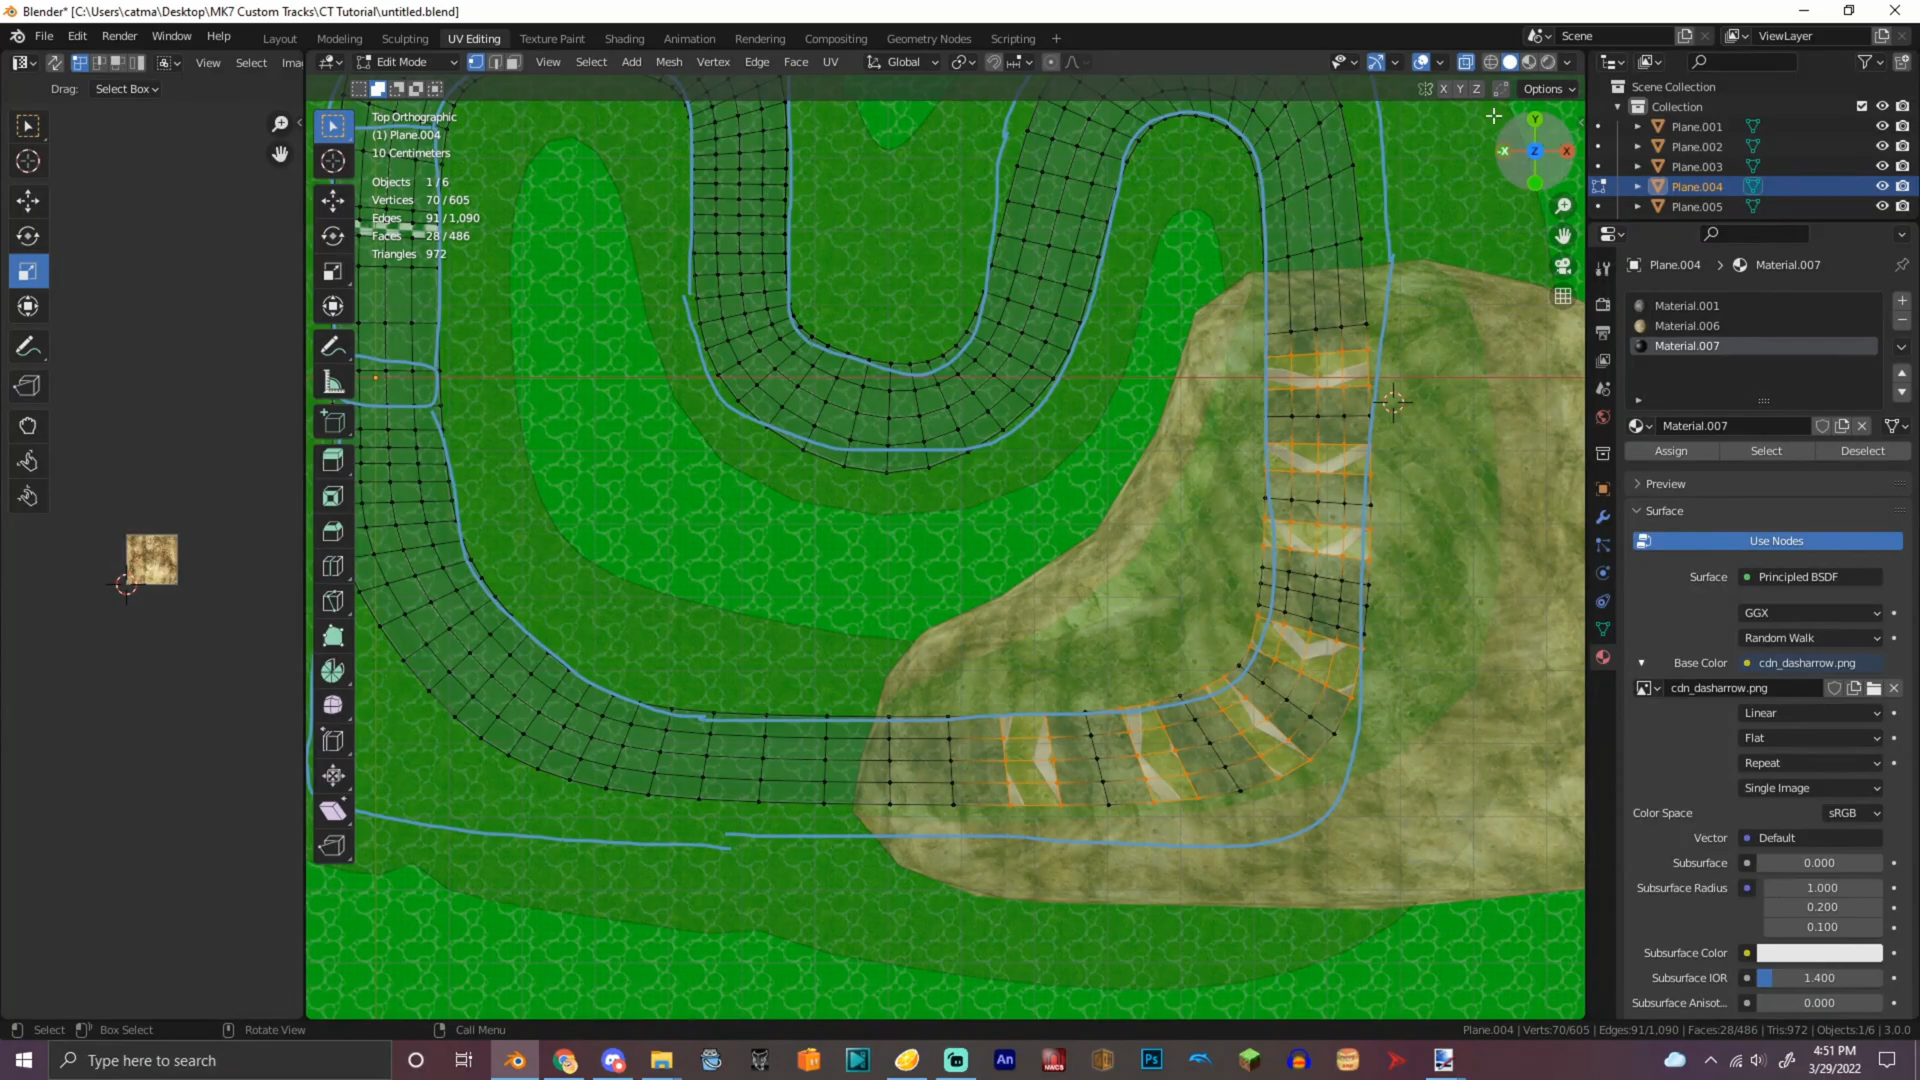 Blender* [C:\Users\catma\Desktop\MK7 Custom Tracks\CT Tutorial\untitled.blend]
File Edit Render Window Help Layout Modeling Sculpting UV Editing Texture Paint Shading Animation Rendering Compositing Geometry Nodes Scripting + Scene ViewLayer
View Select Ima Edit Mode View Select Add Mesh Vertex Edge Face UV Global
Drag: Select Box X Y Z Options
Scene Collection
Collection
Plane.001
Plane.002
Plane.003
Plane.004
Plane.005
Top Orthographic
(1) Plane.004
10 Centimeters
Objects 1 / 6
Vertices 70 / 605
Edges 91 / 1,090
Faces 28 / 486
Triangles 972
Y
-X Z X
Plane.004 > Material.007
Material.001
Material.006
Material.007
Material.007
Assign Select Deselect
Preview
Surface
Use Nodes
Surface Principled BSDF
GGX
Random Walk
Base Color cdn_dasharrow.png
cdn_dasharrow.png
Linear
Flat
Repeat
Single Image
Color Space sRGB
Vector Default
Subsurface 0.000
Subsurface Radius 1.000
0.200
0.100
Subsurface Color
Subsurface IOR 1.400
Subsurface Anisot... 0.000
Select Box Select Rotate View Call Menu Plane.004 | Verts:70/605 | Edges:91/1,090 | Faces:28/486 | Tris:972 | Objects:1/6 | 3.0.0
Type here to search An NWCS Ps 4:51 PM
3/29/2022